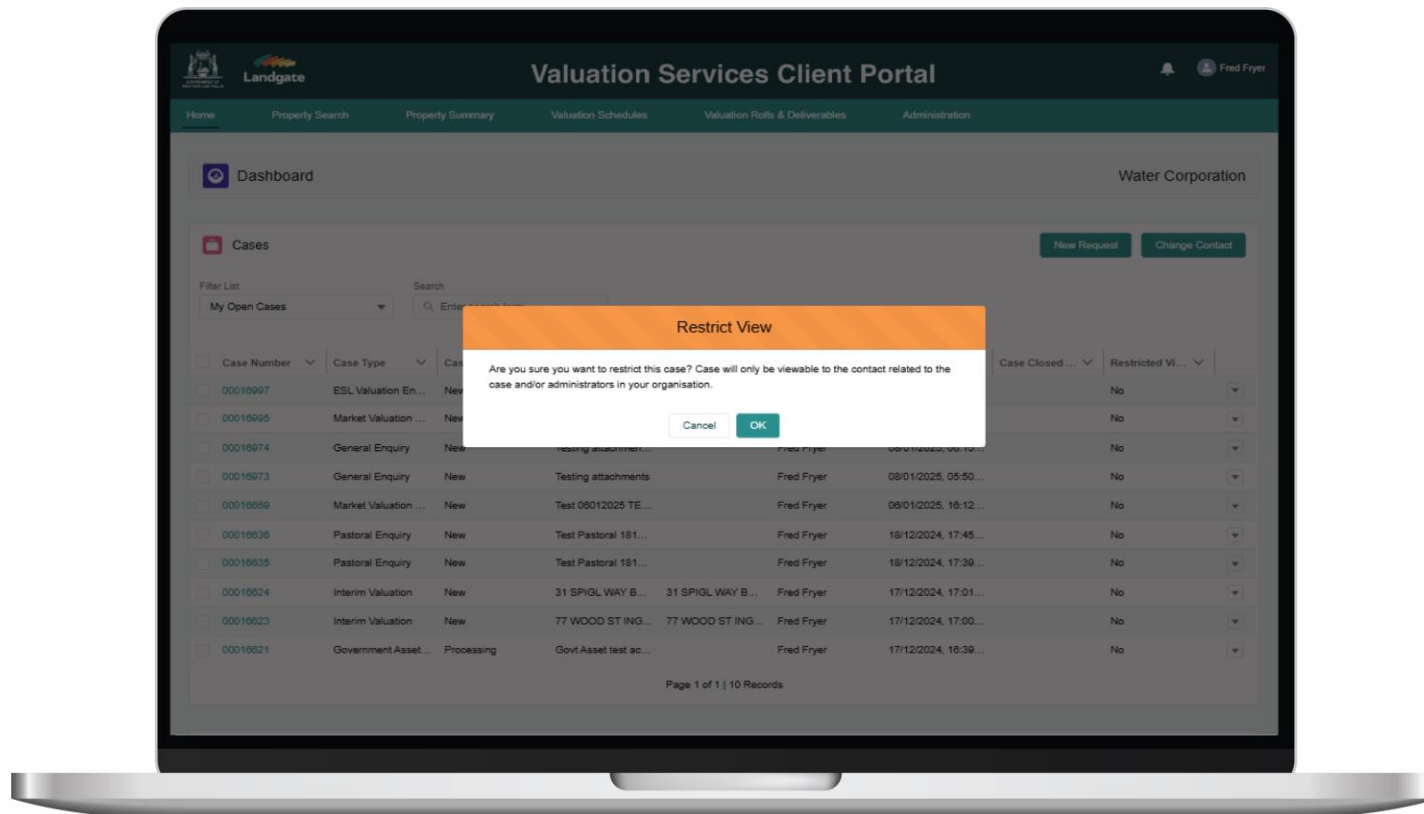 Landgate
Valuation Services Client Portal
Fred Fryer
Home Property Search Property Summary Valuation Schedules Valuation Rolls & Deliverables Administration
Dashboard
Water Corporation
Cases
New Request Change Contact
Filter List Search
My Open Cases
Restrict View
Are you sure you want to restrict this case? Case will only be viewable to the contact related to the
case and/or administrators in your organisation.
Cancel OK
Case Number Case Type Cas Case Closed ... Restricted Vi...
00016997 ESL Valuation En... New No
00016995 Market Valuation ... New No
00016974 General Enquiry New Testing attachmen... Fred Fryer No
00016973 General Enquiry New Testing attachments Fred Fryer 08/01/2025, 05:50... No
00016669 Market Valuation ... New Test 06012025 TE... Fred Fryer 06/01/2025, 16:12... No
00016636 Pastoral Enquiry New Test Pastoral 181... Fred Fryer 18/12/2024, 17:45... No
00016635 Pastoral Enquiry New Test Pastoral 181... Fred Fryer 18/12/2024, 17:39... No
00016624 Interim Valuation New 31 SPIGL WAY B... 31 SPIGL WAY B... Fred Fryer 17/12/2024, 17:01... No
00016623 Interim Valuation New 77 WOOD ST ING... 77 WOOD ST ING... Fred Fryer 17/12/2024, 17:00... No
00016621 Government Asset... Processing Govt Asset test ac... Fred Fryer 17/12/2024, 16:39... No
Page 1 of 1 | 10 Records